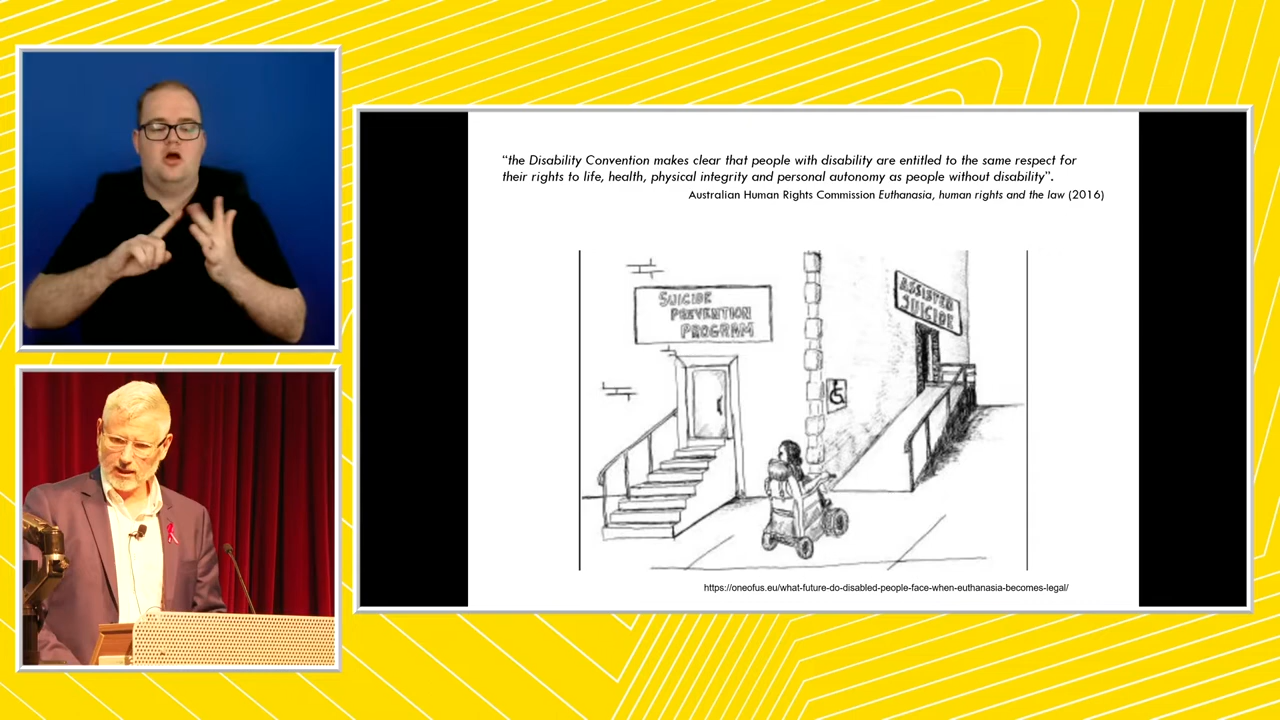 “the Disability Convention makes clear that people with disability are entitled to the same respect for
their rights to life, health, physical integrity and personal autonomy as people without disability”.
Australian Human Rights Commission Euthanasia, human rights and the law (2016)
SUICIDE
PREVENTION
PROGRAM
ASSISTED
SUICIDE
https://oneofus.eu/what-future-do-disabled-people-face-when-euthanasia-becomes-legal/